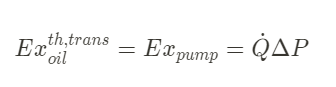 $Ex_{oil}^{th,trans} = Ex_{pump} = \dot{Q}\Delta P$